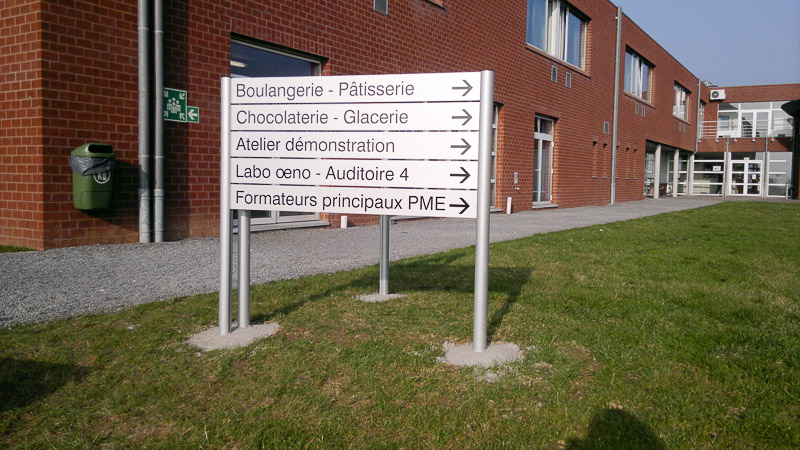 Boulangerie - Pâtisserie
Chocolaterie - Glacerie
Atelier démonstration
Labo œno - Auditoire 4
Formateurs principaux PME